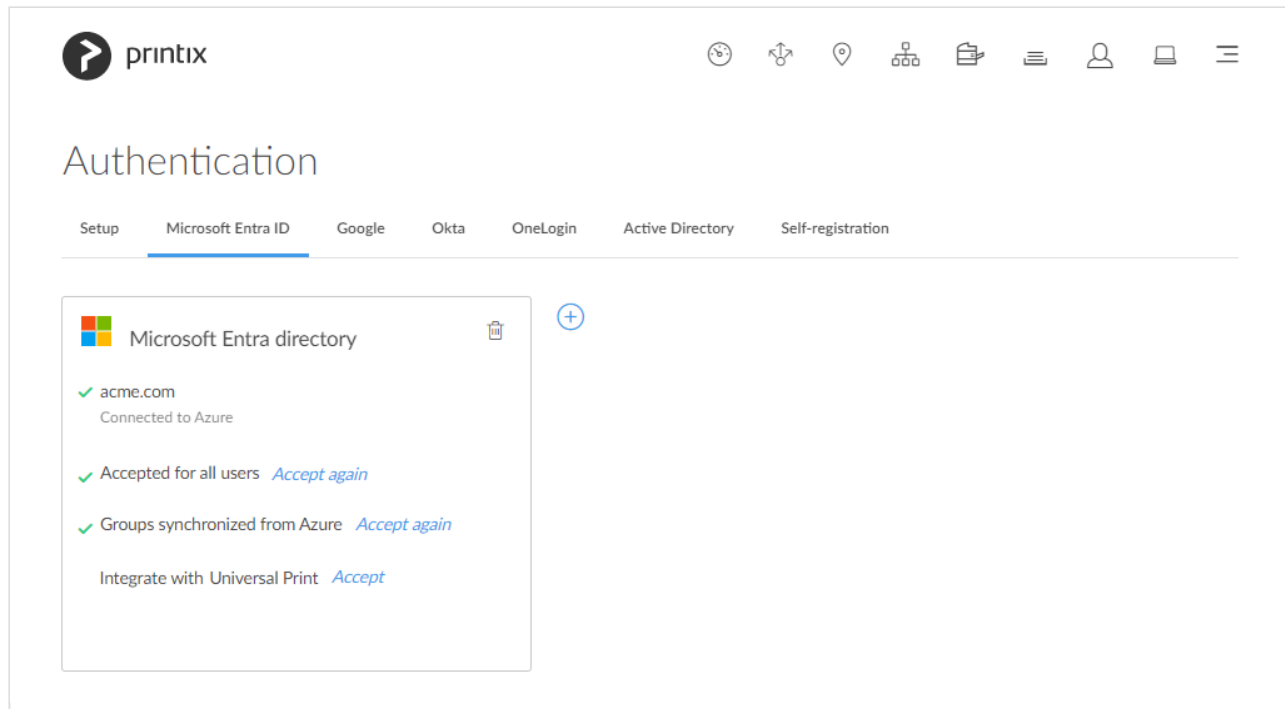 printix
Authentication
Setup Microsoft Entra ID Google Okta OneLogin Active Directory Self-registration
Microsoft Entra directory
acme.com
Connected to Azure
Accepted for all users Accept again
Groups synchronized from Azure Accept again
Integrate with Universal Print Accept